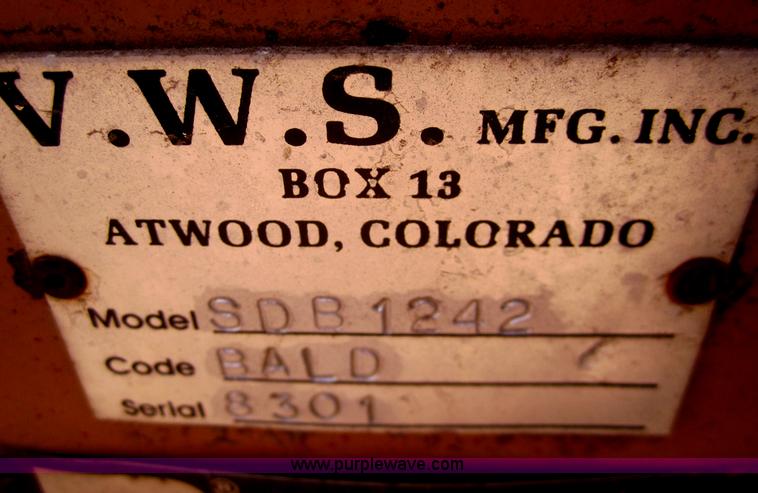 V.W.S. MFG. INC.
BOX 13
ATWOOD, COLORADO
Model SDB1242
Code BALD
Serial 8301
www.purplewave.com